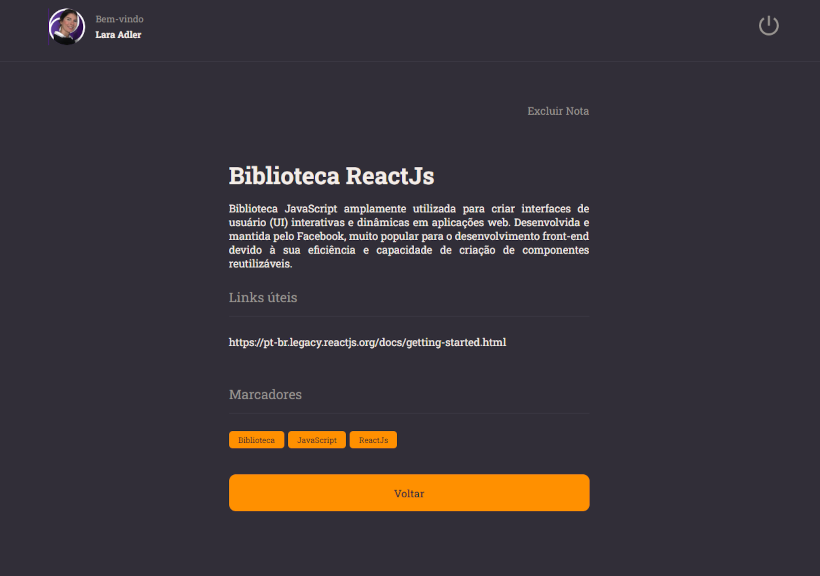 Bem-vindo
Lara Adler
Excluir Nota
Biblioteca ReactJs
Biblioteca JavaScript amplamente utilizada para criar interfaces de
usuário (UI) interativas e dinâmicas em aplicações web. Desenvolvida e
mantida pelo Facebook, muito popular para o desenvolvimento front-end
devido à sua eficiência e capacidade de criação de componentes
reutilizáveis.
Links úteis
https://pt-br.legacy.reactjs.org/docs/getting-started.html
Marcadores
Biblioteca JavaScript ReactJs
Voltar